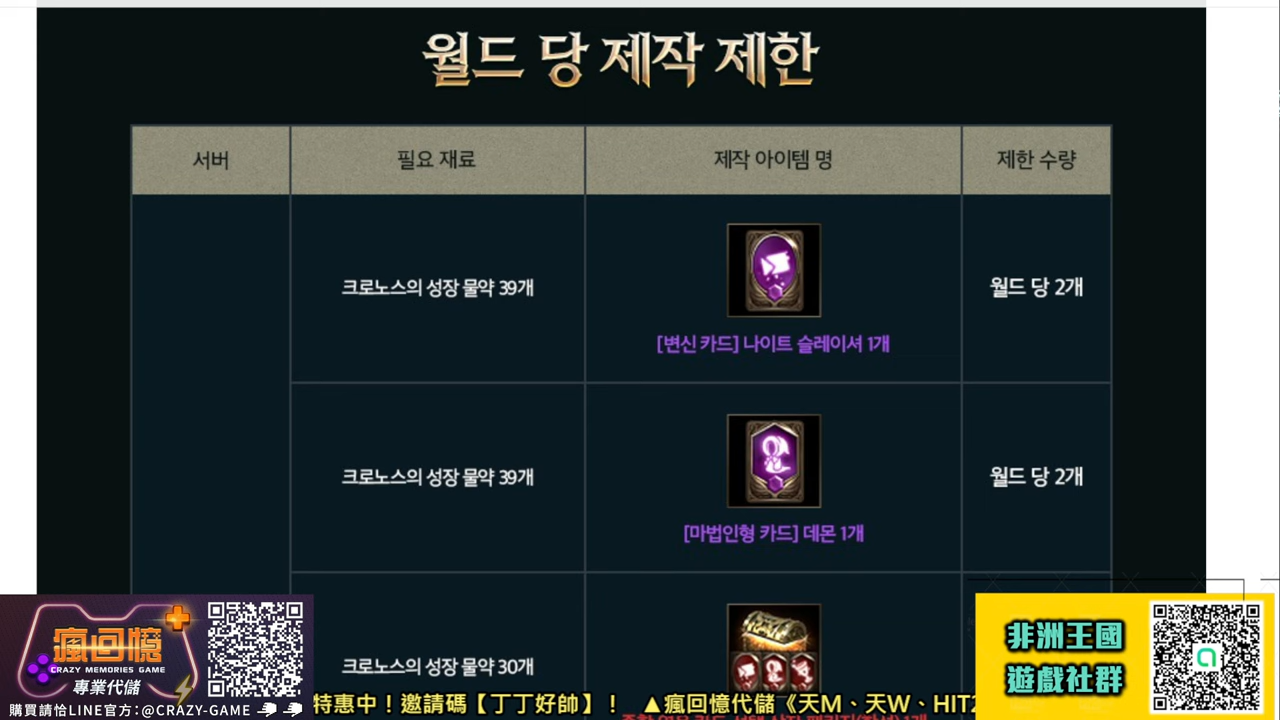 월드 당 제작 제한
서버 필요 재료 제작 아이템 명 제한 수량
크로노스의 성장 물약 39개
[변신 카드] 나이트 슬레이셔 1개
월드 당 2개
크로노스의 성장 물약 39개
[마법인형 카드] 데몬 1개
월드 당 2개
크로노스의 성장 물약 30개
瘋回憶
CRAZY MEMORIES GAME
專業代儲
購買請洽LINE官方:@CRAZY-GAME
特惠中!邀請碼【丁丁好帥】! ▲瘋回憶代儲《天M、天W、HIT2
非洲王國
遊戲社群